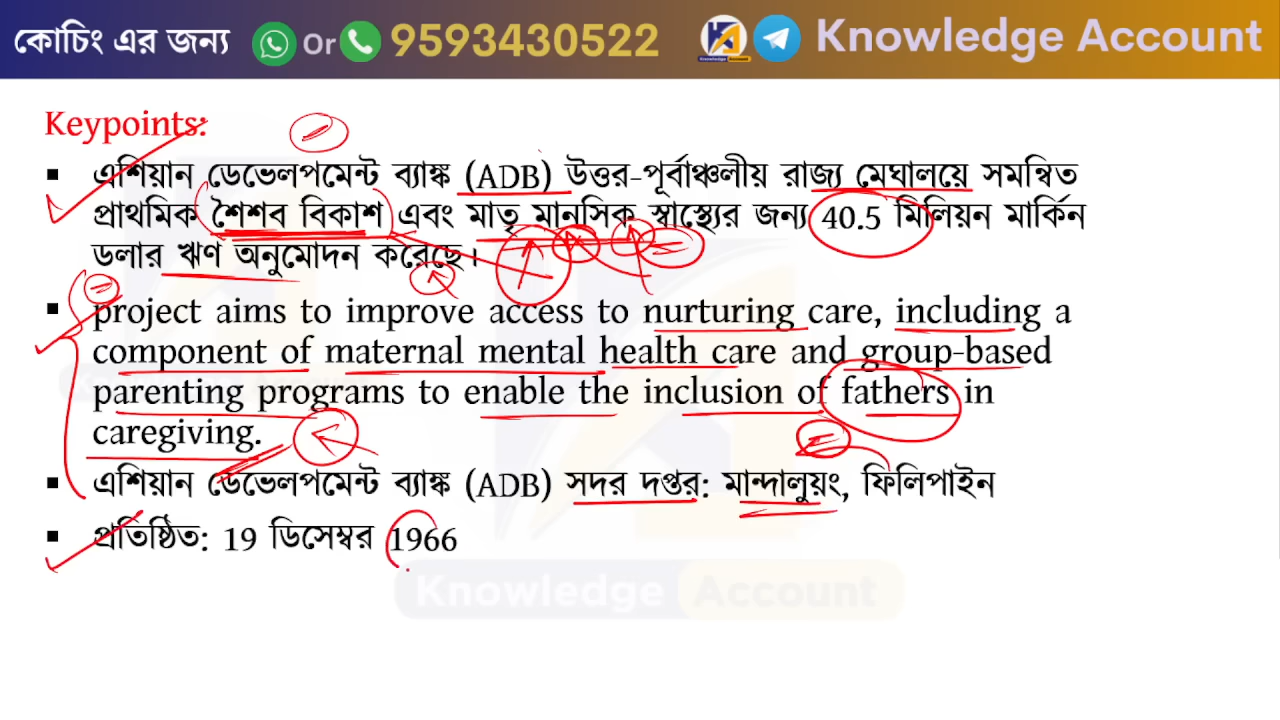 কোচিং এর জন্য Or 9593430522 Knowledge Account
Keypoints:
এশিয়ান ডেভেলপমেন্ট ব্যাঙ্ক (ADB) উত্তর-পূর্বাঞ্চলীয় রাজ্য মেঘালয়ে সমন্বিত
প্রাথমিক শৈশব বিকাশ এবং মাতৃ মানসিক স্বাস্থ্যের জন্য 40.5 মিলিয়ন মার্কিন
ডলার ঋণ অনুমোদন করেছে।
project aims to improve access to nurturing care, including a
component of maternal mental health care and group-based
parenting programs to enable the inclusion of fathers in
caregiving.
এশিয়ান ডেভেলপমেন্ট ব্যাঙ্ক (ADB) সদর দপ্তর: মান্দালুয়ং, ফিলিপাইন
প্রতিষ্ঠিত: 19 ডিসেম্বর 1966
Knowledge Account